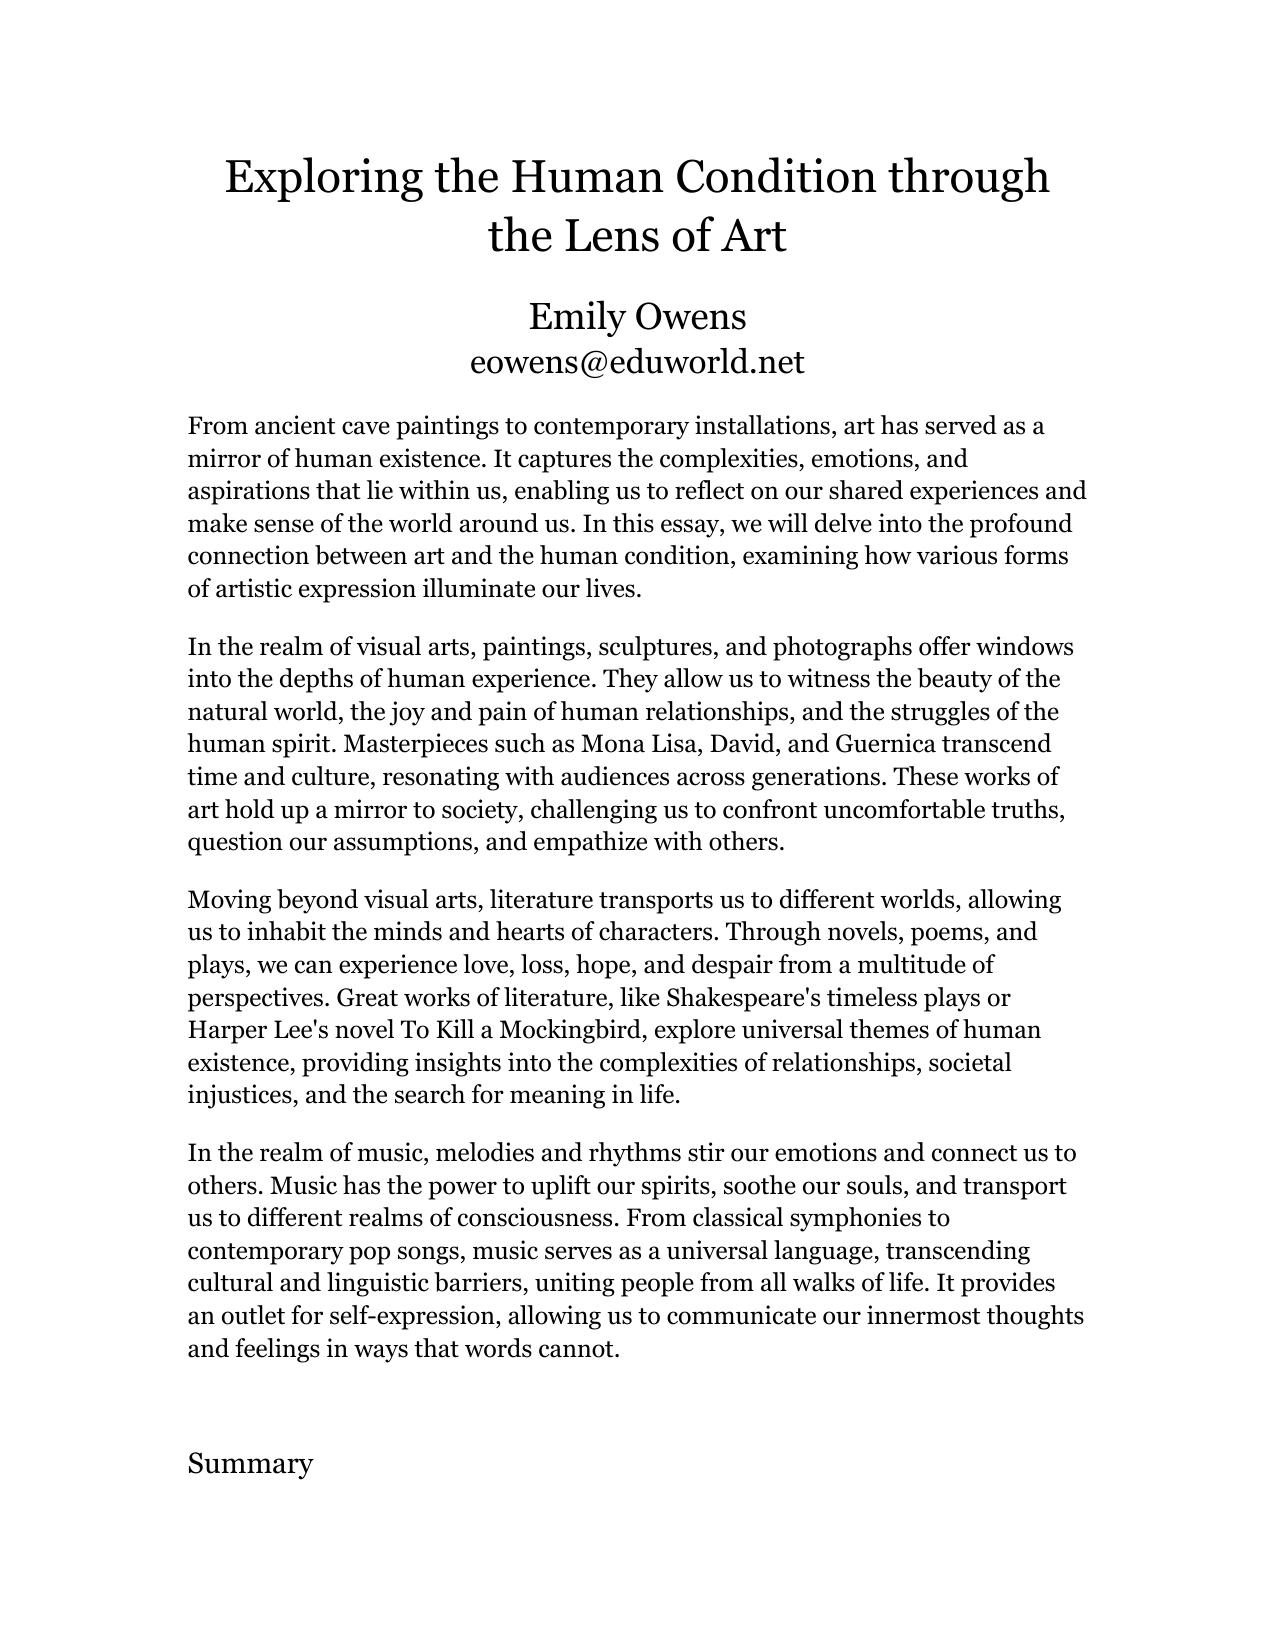 Exploring the Human Condition through
the Lens of Art
Emily Owens
eowens@eduworld.net
From ancient cave paintings to contemporary installations, art has served as a
mirror of human existence. It captures the complexities, emotions, and
aspirations that lie within us, enabling us to reflect on our shared experiences and
make sense of the world around us. In this essay, we will delve into the profound
connection between art and the human condition, examining how various forms
of artistic expression illuminate our lives.
In the realm of visual arts, paintings, sculptures, and photographs offer windows
into the depths of human experience. They allow us to witness the beauty of the
natural world, the joy and pain of human relationships, and the struggles of the
human spirit. Masterpieces such as Mona Lisa, David, and Guernica transcend
time and culture, resonating with audiences across generations. These works of
art hold up a mirror to society, challenging us to confront uncomfortable truths,
question our assumptions, and empathize with others.
Moving beyond visual arts, literature transports us to different worlds, allowing
us to inhabit the minds and hearts of characters. Through novels, poems, and
plays, we can experience love, loss, hope, and despair from a multitude of
perspectives. Great works of literature, like Shakespeare's timeless plays or
Harper Lee's novel To Kill a Mockingbird, explore universal themes of human
existence, providing insights into the complexities of relationships, societal
injustices, and the search for meaning in life.
In the realm of music, melodies and rhythms stir our emotions and connect us to
others. Music has the power to uplift our spirits, soothe our souls, and transport
us to different realms of consciousness. From classical symphonies to
contemporary pop songs, music serves as a universal language, transcending
cultural and linguistic barriers, uniting people from all walks of life. It provides
an outlet for self-expression, allowing us to communicate our innermost thoughts
and feelings in ways that words cannot.
Summary